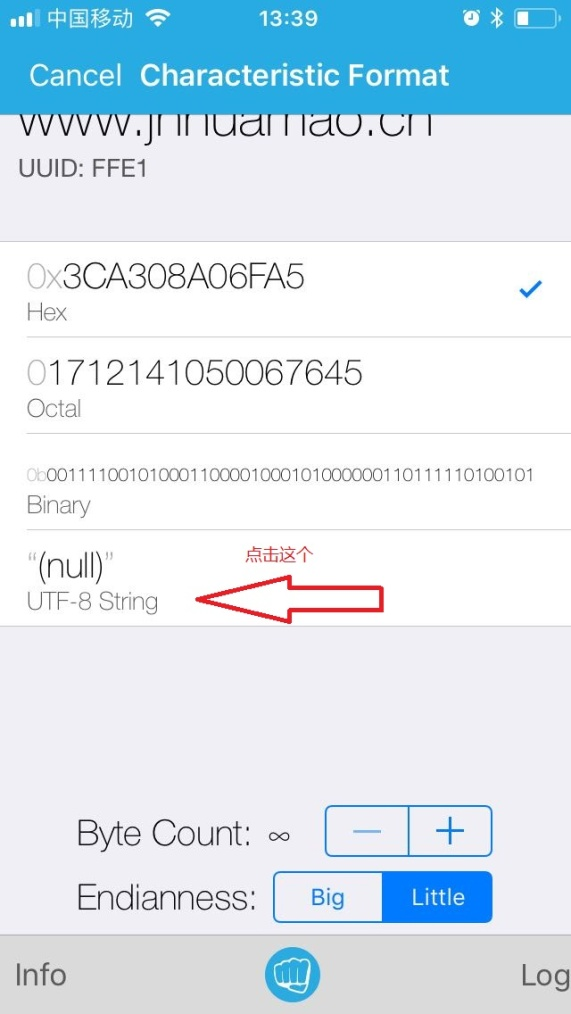 中国移动 13:39
Cancel Characteristic Format
www.jnhuamao.cn
UUID: FFE1
0x3CA308A06FA5
Hex
01712141050067645
Octal
0b001111001010001100001000101000000110111110100101
Binary
“(null)”
点击这个
UTF-8 String
Byte Count: ∞ − +
Endianness: Big Little
Info Log